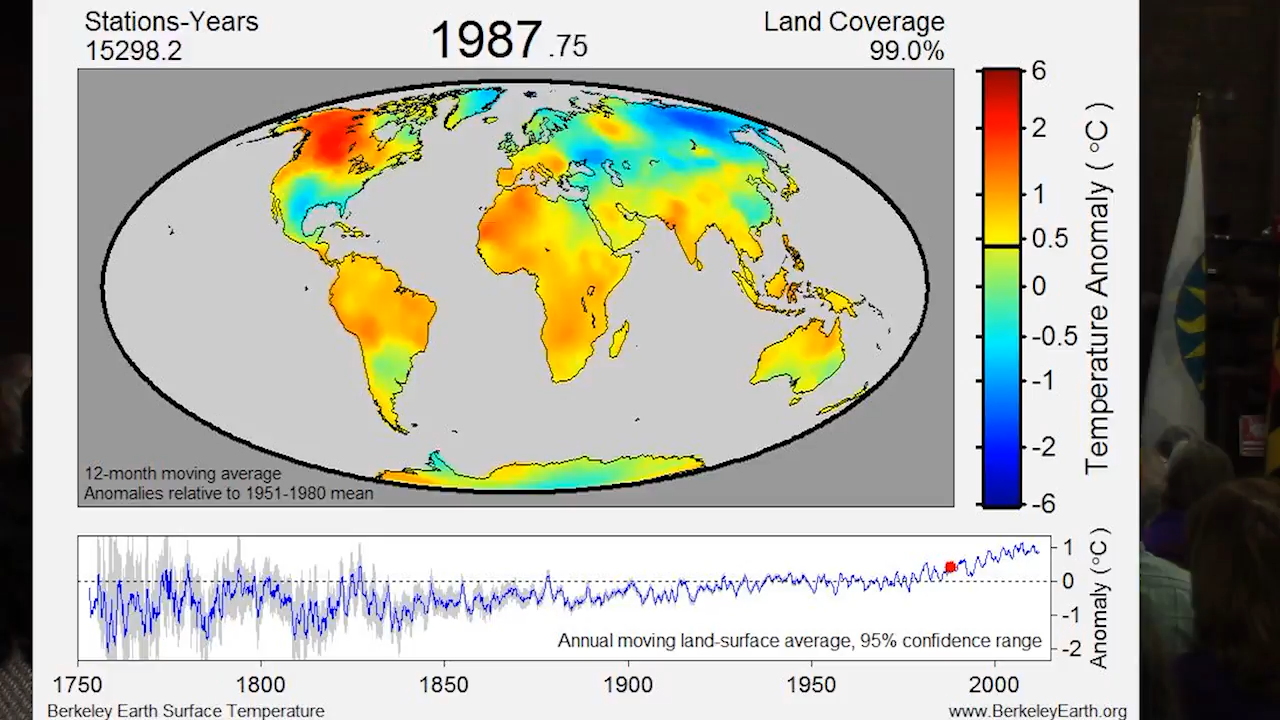 Stations-Years
15298.2
1987.75
Land Coverage
99.0%
12-month moving average
Anomalies relative to 1951-1980 mean
6
2
1
0.5
0
-0.5
-1
-2
-6
Temperature Anomaly (°C)
1
0
-1
-2
Anomaly (°C)
Annual moving land-surface average, 95% confidence range
1750 1800 1850 1900 1950 2000
Berkeley Earth Surface Temperature
www.BerkeleyEarth.org